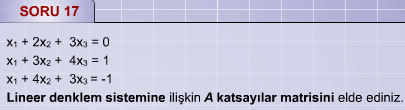 SORU 17
x₁ + 2x₂ + 3x₃ = 0
x₁ + 3x₂ + 4x₃ = 1
x₁ + 4x₂ + 3x₃ = -1
Lineer denklem sistemine ilişkin A katsayılar matrisini elde ediniz.